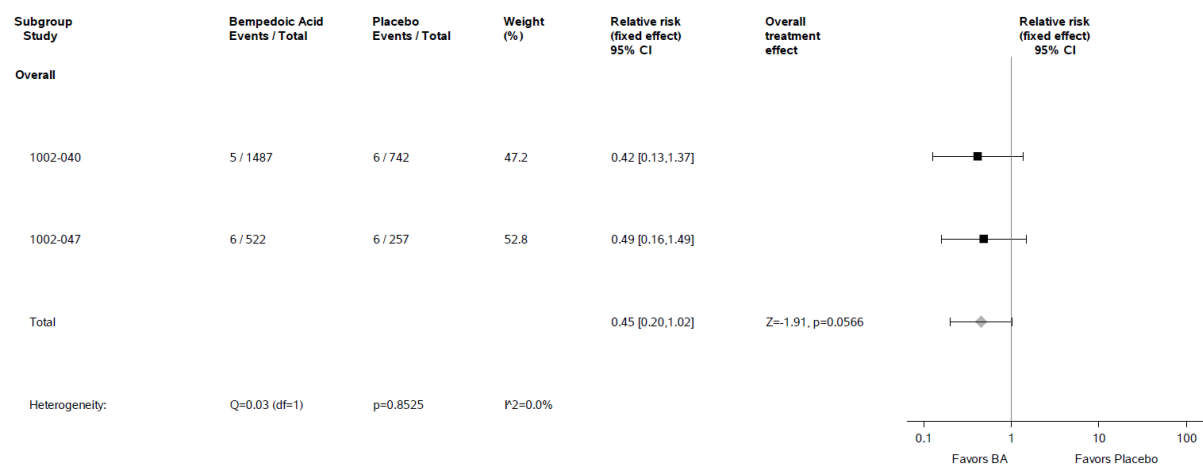 Subgroup Bempedoic Acid Placebo Weight Relative risk Overall Relative risk
Study Events / Total Events / Total (%) (fixed effect) treatment (fixed effect)
95% CI effect 95% CI
Overall
1002-040 5 / 1487 6 / 742 47.2 0.42 [0.13,1.37]
1002-047 6 / 522 6 / 257 52.8 0.49 [0.16,1.49]
Total 0.45 [0.20,1.02] Z=-1.91, p=0.0566
Heterogeneity: Q=0.03 (df=1) p=0.8525 I^2=0.0%
0.1 1 10 100
Favors BA Favors Placebo